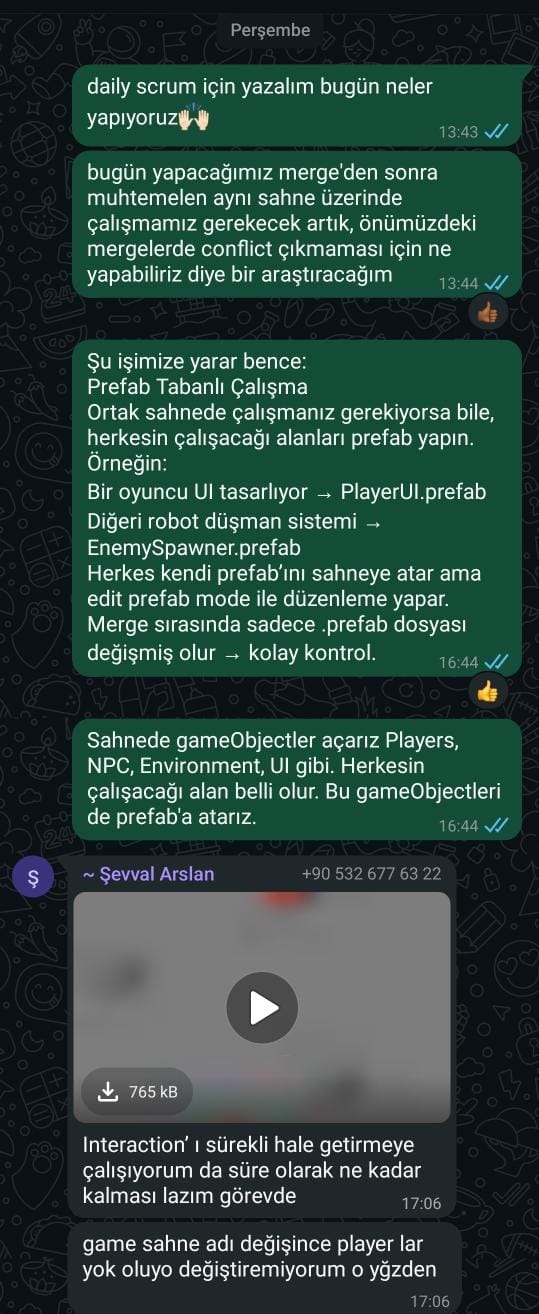 Perşembe
daily scrum için yazalım bugün neler
yapıyoruz🙌🏻
13:43
bugün yapacağımız merge'den sonra
muhtemelen aynı sahne üzerinde
çalışmamız gerekecek artık, önümüzdeki
mergelerde conflict çıkmaması için ne
yapabiliriz diye bir araştıracağım
13:44
Şu işimize yarar bence:
Prefab Tabanlı Çalışma
Ortak sahnede çalışmanız gerekiyorsa bile,
herkesin çalışacağı alanları prefab yapın.
Örneğin:
Bir oyuncu UI tasarlıyor → PlayerUI.prefab
Diğeri robot düşman sistemi →
EnemySpawner.prefab
Herkes kendi prefab’ını sahneye atar ama
edit prefab mode ile düzenleme yapar.
Merge sırasında sadece .prefab dosyası
değişmiş olur → kolay kontrol.
16:44
Sahnede gameObjectler açarız Players,
NPC, Environment, UI gibi. Herkesin
çalışacağı alan belli olur. Bu gameObjectleri
de prefab'a atarız.
16:44
Ş
~ Şevval Arslan +90 532 677 63 22
765 kB
Interaction’ ı sürekli hale getirmeye
çalışıyorum da süre olarak ne kadar
kalması lazım görevde
17:06
game sahne adı değişince player lar
yok oluyo değiştiremiyorum o yğzden
17:06